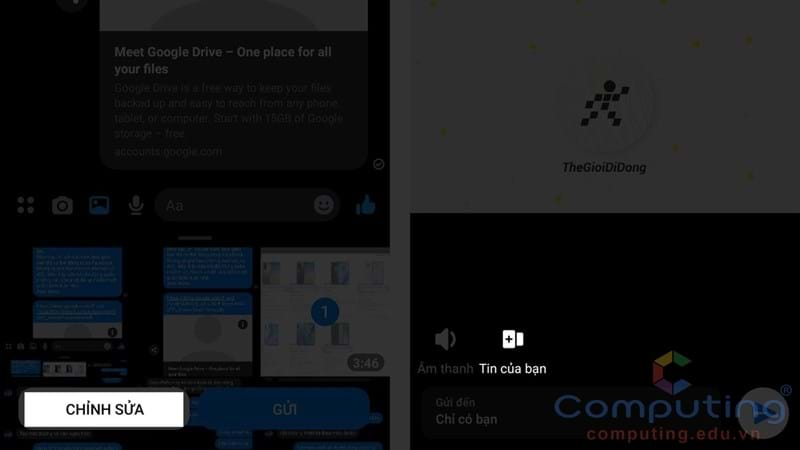 Meet Google Drive – One place for all
your files
Google Drive is a free way to keep your files
backed up and easy to reach from any phone,
tablet, or computer. Start with 15GB of Google
storage – free.
accounts.google.com
Aa
1
3:46
CHỈNH SỬA
GỬI
TheGioiDiDong
Âm thanh
Tin của bạn
Gửi đến
Chỉ có bạn
Computing®
computing.edu.vn